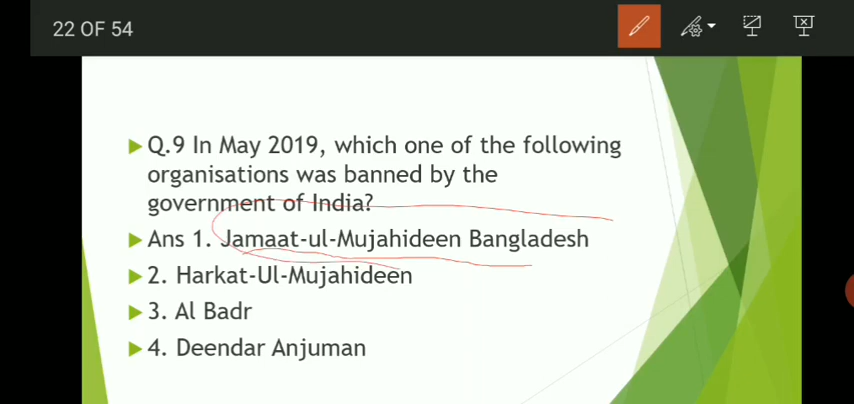 22 OF 54
Q.9 In May 2019, which one of the following
organisations was banned by the
government of India?
Ans 1. Jamaat-ul-Mujahideen Bangladesh
2. Harkat-Ul-Mujahideen
3. Al Badr
4. Deendar Anjuman